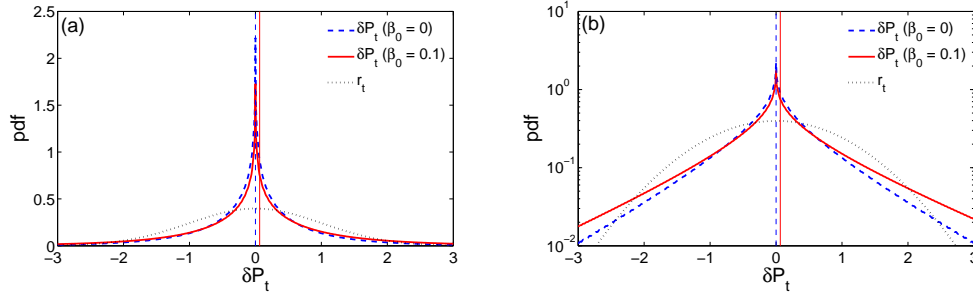 (a)
2.5
2
1.5
1
0.5
0
pdf
−3 −2 −1 0 1 2 3
δP_t
δP_t (β_0 = 0)
δP_t (β_0 = 0.1)
r_t
(b)
10^1
10^0
10^−1
10^−2
pdf
−3 −2 −1 0 1 2 3
δP_t
δP_t (β_0 = 0)
δP_t (β_0 = 0.1)
r_t